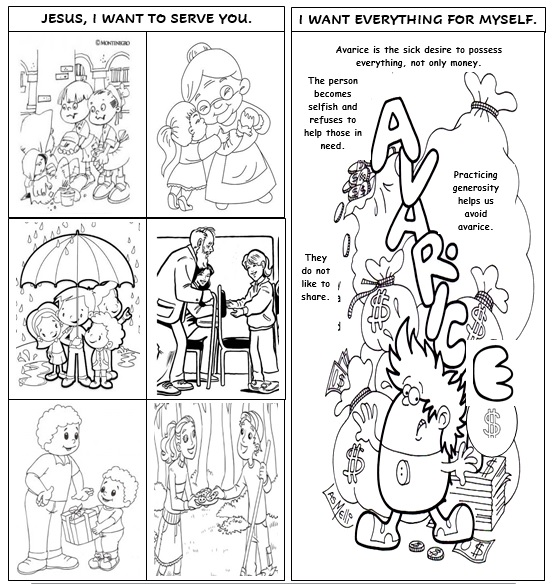 JESUS, I WANT TO SERVE YOU.
©MONTENEGRO
I WANT EVERYTHING FOR MYSELF.
Avarice is the sick desire to possess
everything, not only money.
The person
becomes
selfish and
refuses to
help those in
need.
AVARICE
Practicing
generosity
helps us
avoid
avarice.
They
do not
like to
share.
$
$
$
$